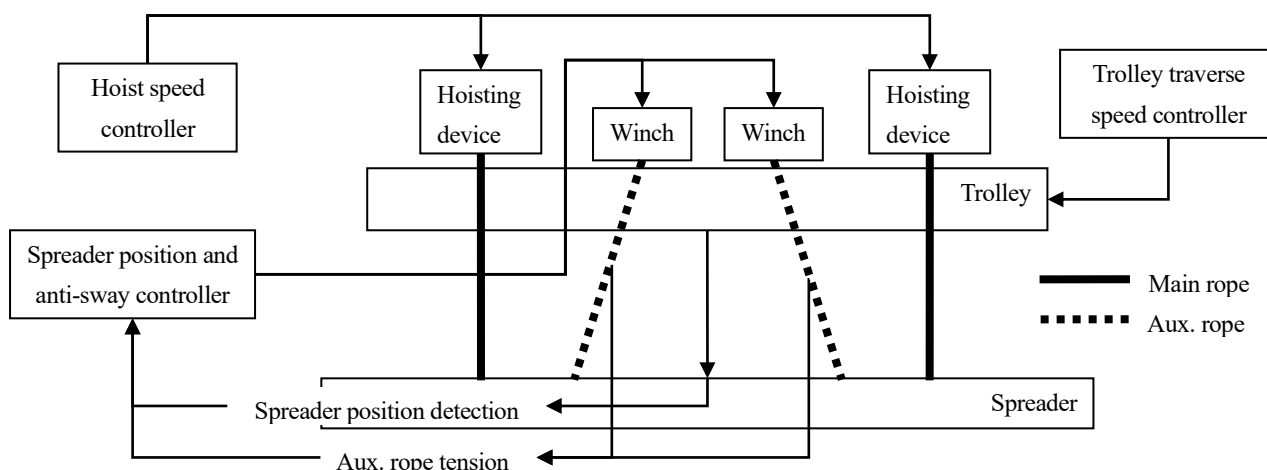 Hoist speed
controller
Hoisting
device
Winch
Winch
Hoisting
device
Trolley traverse
speed controller
Trolley
Spreader position and
anti-sway controller
Main rope
Aux. rope
Spreader position detection
Spreader
Aux. rope tension